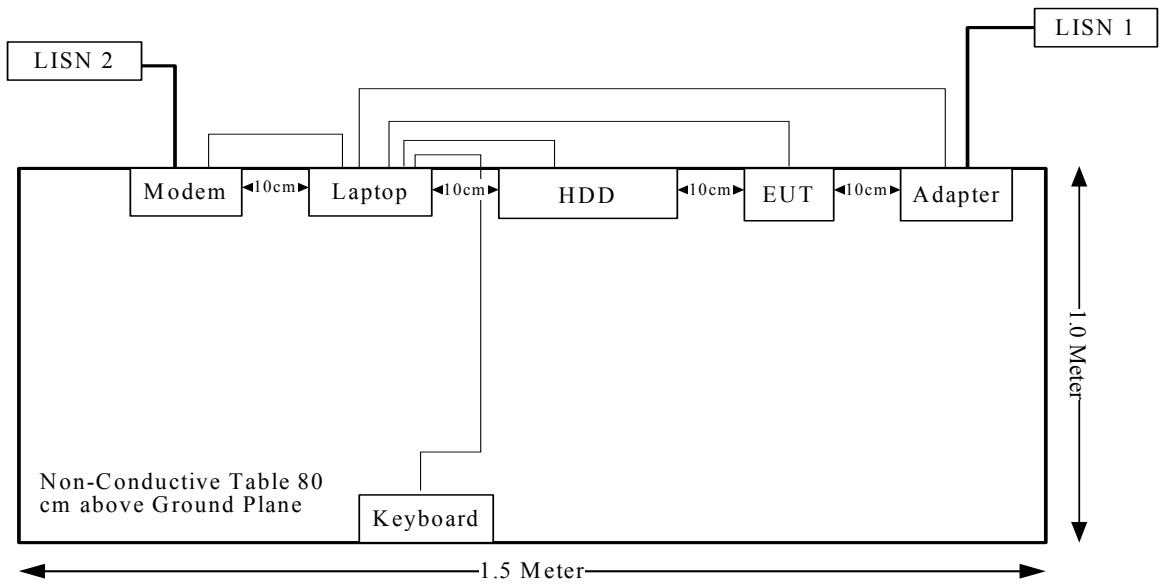 LISN 1
LISN 2
Modem
10cm
Laptop
10cm
HDD
10cm
EUT
10cm
Adapter
1.0 Meter
Non-Conductive Table 80
cm above Ground Plane
Keyboard
1.5 Meter